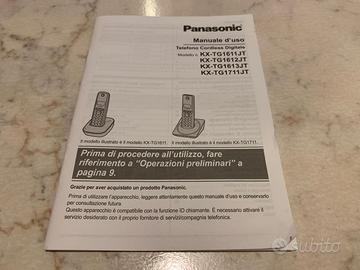 Panasonic
Manuale d'uso
Telefono Cordless Digitale
Modello n. KX-TG1611JT
KX-TG1612JT
KX-TG1613JT
KX-TG1711JT
Il modello illustrato è il modello KX-TG1611.
Il modello illustrato è il modello KX-TG1711.
Prima di procedere all'utilizzo, fare
riferimento a "Operazioni preliminari" a
pagina 9.
Grazie per aver acquistato un prodotto Panasonic.
Prima di utilizzare l'apparecchio, leggere attentamente questo manuale d'uso e conservarlo
per consultazione futura.
Questo apparecchio è compatibile con la funzione ID chiamante. È necessario attivare il
servizio desiderato con il proprio fornitore di servizi/compagnia telefonica.
subito